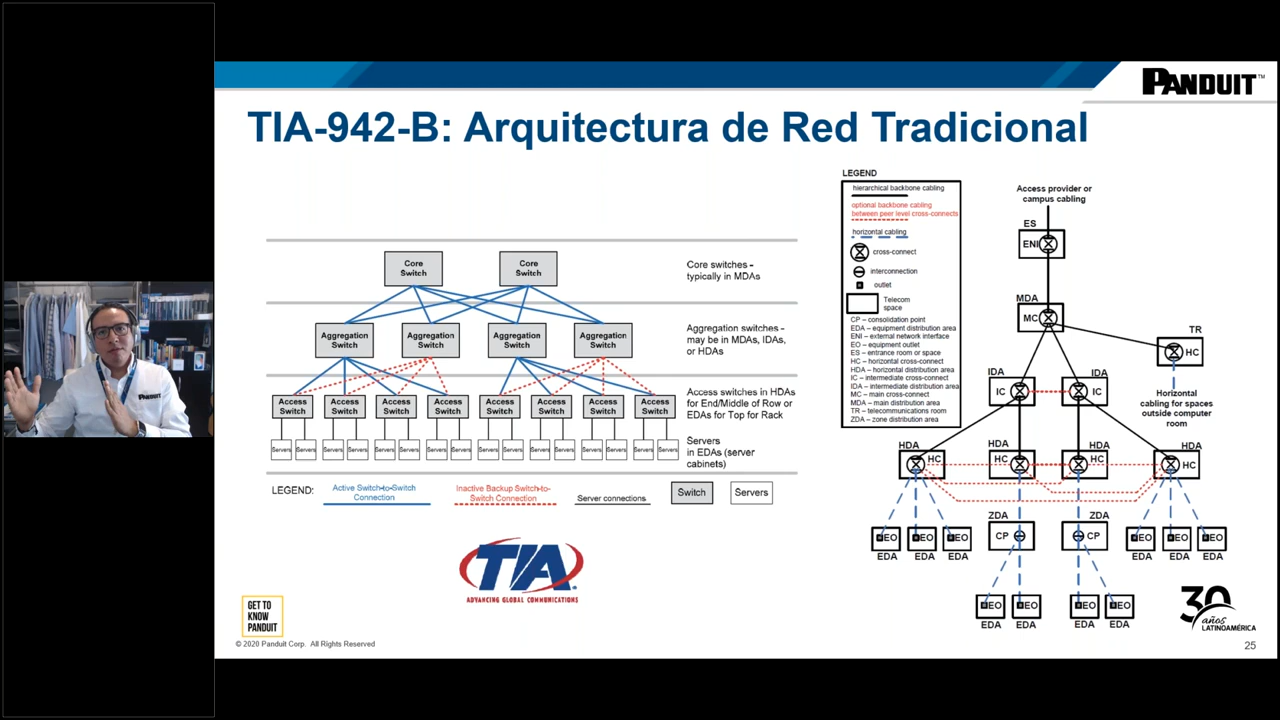 PANDUIT™
TIA-942-B: Arquitectura de Red Tradicional
Core
Switch
Core
Switch
Core switches –
typically in MDAs
Aggregation
Switch
Aggregation
Switch
Aggregation
Switch
Aggregation
Switch
Aggregation switches -
may be in MDAs, IDAs,
or HDAs
Access
Switch
Access
Switch
Access
Switch
Access
Switch
Access
Switch
Access
Switch
Access
Switch
Access
Switch
Access switches in HDAs
for End/Middle of Row or
EDAs for Top for Rack
Servers Servers Servers Servers Servers Servers Servers Servers Servers Servers Servers Servers Servers Servers Servers Servers
Servers
in EDAs (server
cabinets)
LEGEND:
Active Switch-to-Switch
Connection
Inactive Backup Switch-to-
Switch Connection
Server connections
Switch
Servers
TIA
ADVANCING GLOBAL COMMUNICATIONS
LEGEND
hierarchical backbone cabling
optional backbone cabling
between peer level cross-connects
horizontal cabling
cross-connect
interconnection
outlet
Telecom
space
CP – consolidation point
EDA – equipment distribution area
ENI – external network interface
EO – equipment outlet
ES – entrance room or space
HC – horizontal cross-connect
HDA – horizontal distribution area
IC – intermediate cross-connect
IDA – intermediate distribution area
MC – main cross-connect
MDA – main distribution area
TR – telecommunications room
ZDA – zone distribution area
Access provider or
campus cabling
ES
ENI
MDA
MC
TR
HC
IDA
IC
IDA
IC
Horizontal
cabling for spaces
outside computer
room
HDA
HC
HDA
HC
HDA
HC
HDA
HC
ZDA
CP
ZDA
CP
EO EO EO
EDA EDA EDA
EO EO EO
EDA EDA EDA
EO EO EO EO
EDA EDA EDA EDA
GET TO
KNOW
PANDUIT
© 2020 Panduit Corp. All Rights Reserved
30
años
LATINOAMÉRICA
25
PANDUIT